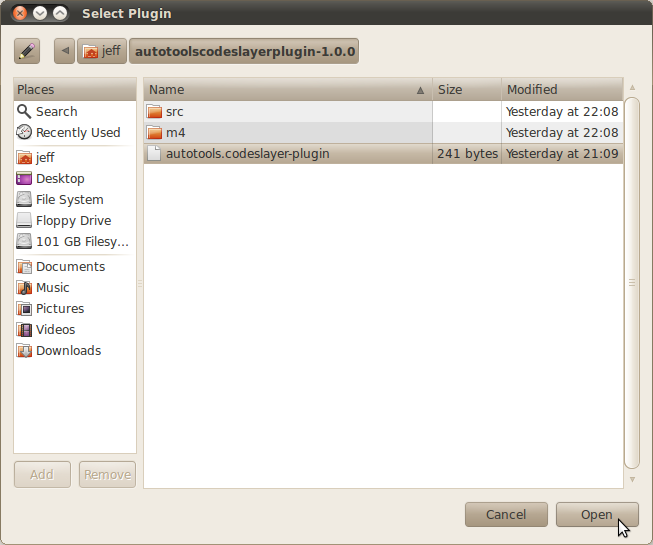 Select Plugin
jeff autotoolscodeslayerplugin-1.0.0
Places
Search
Recently Used
jeff
Desktop
File System
Floppy Drive
101 GB Filesy...
Documents
Music
Pictures
Videos
Downloads
Add Remove
Name Size Modified
src Yesterday at 22:08
m4 Yesterday at 22:08
autotools.codeslayer-plugin 241 bytes Yesterday at 21:09
Cancel Open